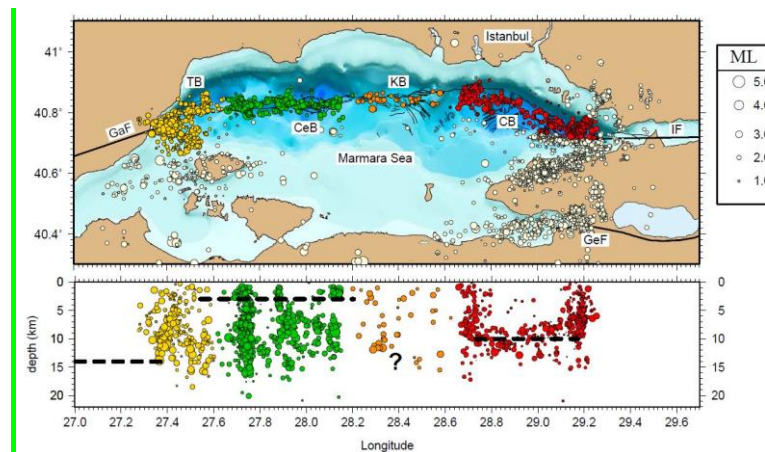 41°
40.8°
40.6°
40.4°
Istanbul
TB
KB
GaF
CeB
CB
IF
Marmara Sea
GeF
ML
5.0
4.0
3.0
2.0
1.0
0
5
10
15
20
depth (km)
?
0
5
10
15
20
27.0 27.2 27.4 27.6 27.8 28.0 28.2 28.4 28.6 28.8 29.0 29.2 29.4 29.6
Longitude